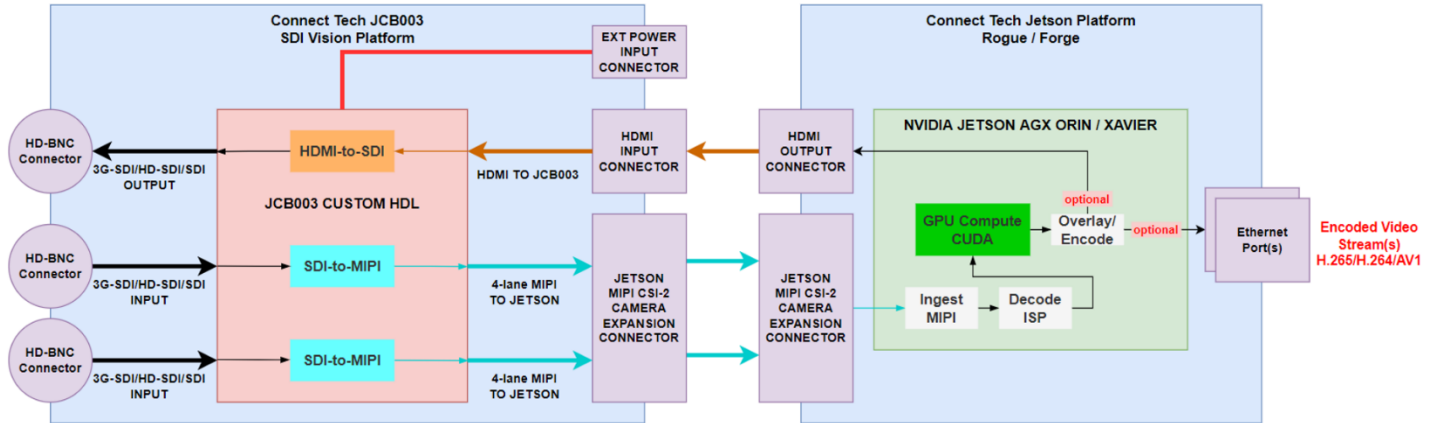 Connect Tech JCB003
SDI Vision Platform
EXT POWER
INPUT
CONNECTOR
Connect Tech Jetson Platform
Rogue / Forge
HD-BNC
Connector
3G-SDI/HD-SDI/SDI
OUTPUT
HDMI-to-SDI
HDMI TO JCB003
HDMI
INPUT
CONNECTOR
HDMI
OUTPUT
CONNECTOR
NVIDIA JETSON AGX ORIN / XAVIER
JCB003 CUSTOM HDL
HD-BNC
Connector
3G-SDI/HD-SDI/SDI
INPUT
SDI-to-MIPI
4-lane MIPI
TO JETSON
HD-BNC
Connector
3G-SDI/HD-SDI/SDI
INPUT
SDI-to-MIPI
4-lane MIPI
TO JETSON
JETSON
MIPI CSI-2
CAMERA
EXPANSION
CONNECTOR
JETSON
MIPI CSI-2
CAMERA
EXPANSION
CONNECTOR
Ingest
MIPI
Decode
ISP
GPU Compute
CUDA
Overlay/
Encode
optional
optional
Ethernet
Port(s)
Encoded Video
Stream(s)
H.265/H.264/AV1